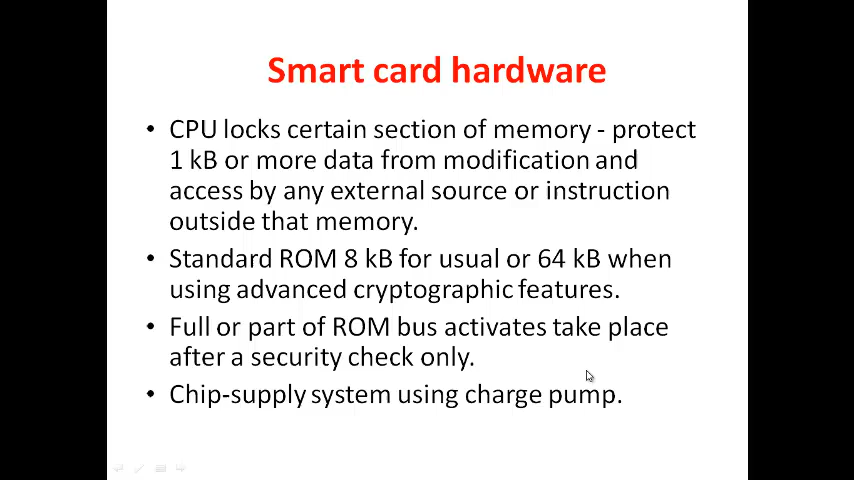 Smart card hardware
• CPU locks certain section of memory - protect
1 kB or more data from modification and
access by any external source or instruction
outside that memory.
• Standard ROM 8 kB for usual or 64 kB when
using advanced cryptographic features.
• Full or part of ROM bus activates take place
after a security check only.
• Chip-supply system using charge pump.